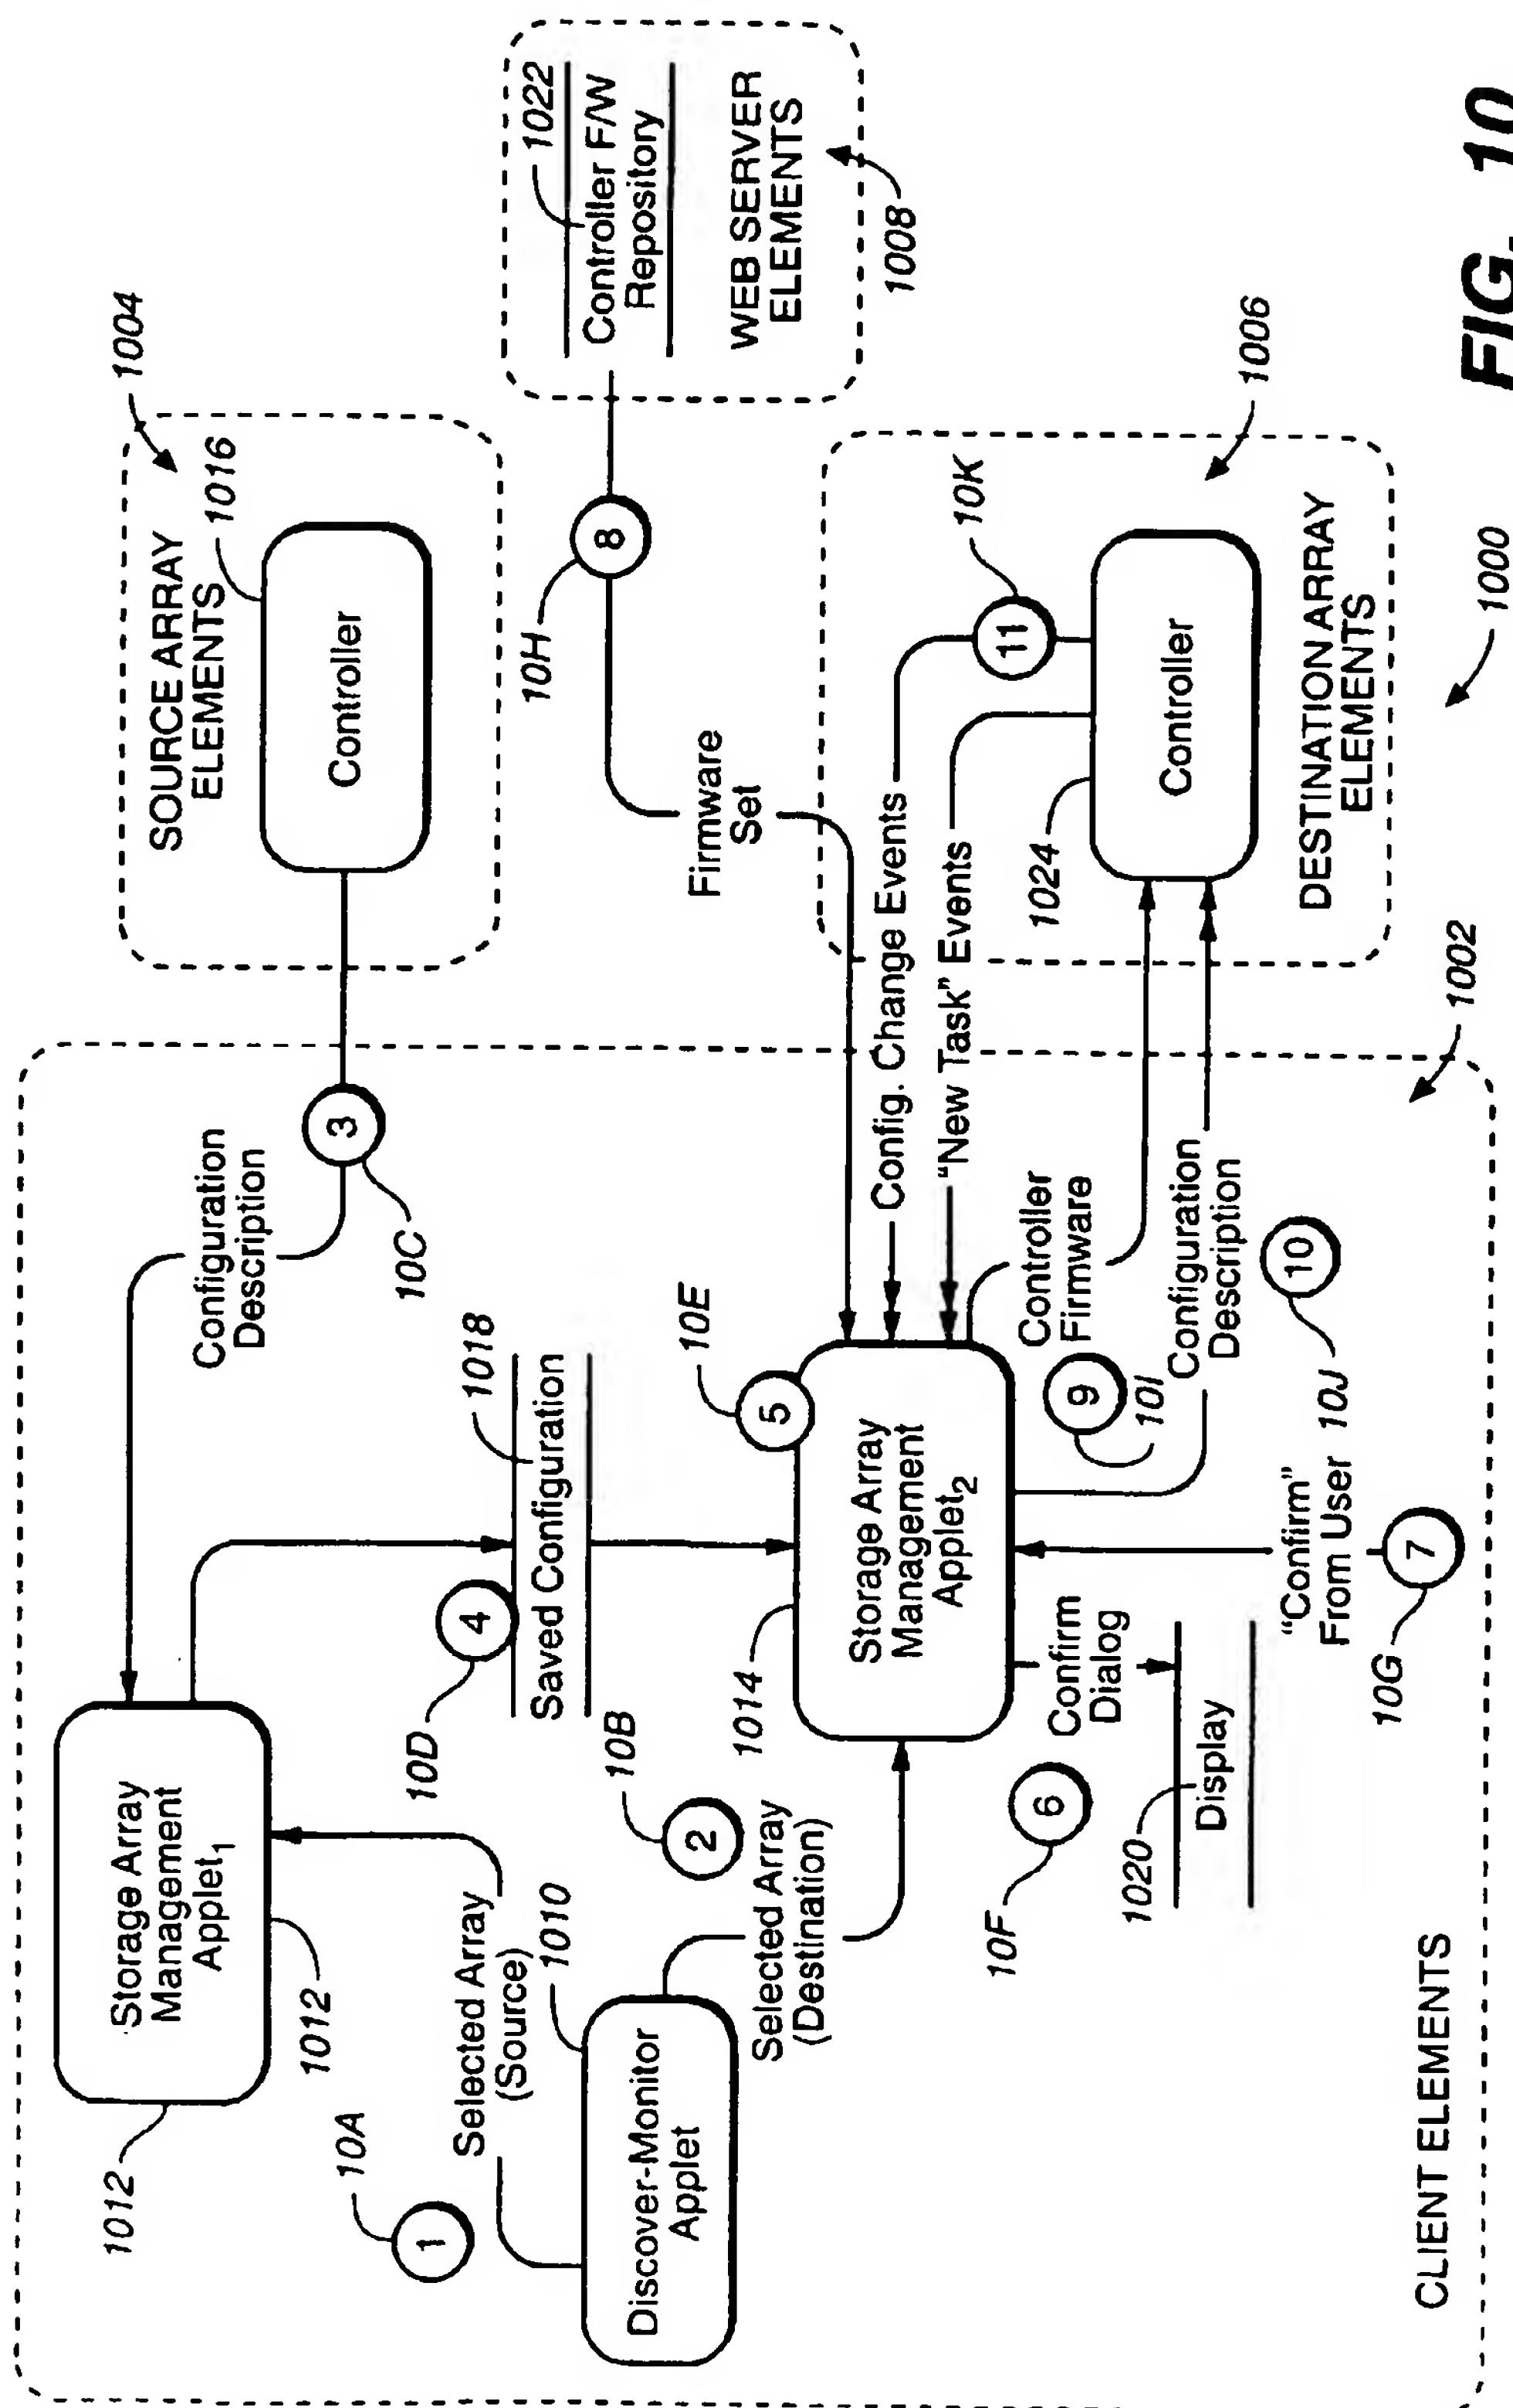 1012
Storage Array
Management
Applet1
1012
10A
1
Selected Array
(Source)
1010
Discover-Monitor
Applet
10B
2
Selected Array
(Destination)
Configuration
Description
3
10C
10D
4
1018
Saved Configuration
10E
5
1014
Storage Array
Management
Applet2
10F
6
Confirm
Dialog
1020
Display
10G
7
"Confirm"
From User
Controller
Firmware
9
10I
Configuration
Description
10
10J
CLIENT ELEMENTS
1002
SOURCE ARRAY
ELEMENTS
1004
1016
Controller
10H
8
Firmware
Set
1022
Controller F/W
Repository
WEB SERVER
ELEMENTS
1008
Config. Change Events
"New Task" Events
11
10K
1024
Controller
DESTINATION ARRAY
ELEMENTS
1006
1000
FIG. 10